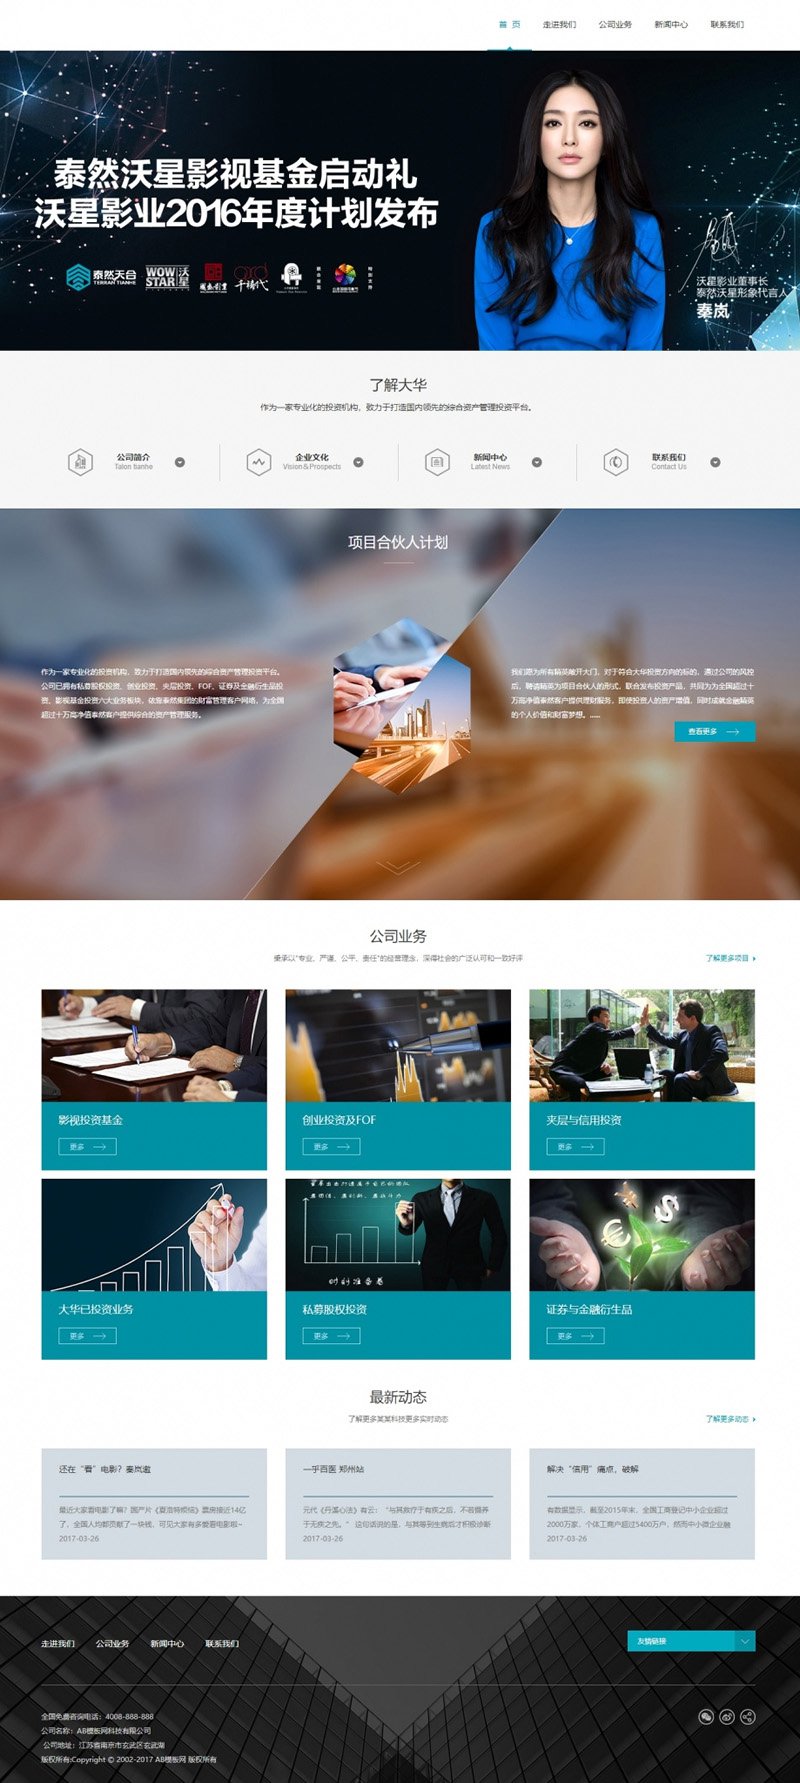 首 页
走进我们
公司业务
新闻中心
联系我们
泰然沃星影视基金启动礼
沃星影业2016年度计划发布
泰然天合
TERRAN TIANHE
WOW STAR 沃星
千禧代
沃星影业董事长
泰然沃星形象代言人
秦岚
了解大华
作为一家专业化的投资机构，致力于打造国内领先的综合资产管理投资平台。
公司简介
Talon tianhe
企业文化
Vision＆Prospects
新闻中心
Latest News
联系我们
Contact Us
项目合伙人计划
作为一家专业化的投资机构，致力于打造国内领先的综合资产管理投资平台。
公司已拥有私募股权投资、创业投资、夹层投资、FOF、证券及金融衍生品投
资、影视基金投资六大业务板块，依靠泰然集团的财富管理客户网络，为全国
超过十万高净值泰然客户提供综合的资产管理服务。
我们愿为所有精英敞开大门，对于符合大华投资方向的标的，通过公司的风控
后，聘请精英为项目合伙人的形式，联合发布投资产品，共同为为全国超过十
万高净值泰然客户提供理财服务，即使投资人的资产增值，同时成就金融精英
的个人价值和财富梦想。......
查看更多
公司业务
秉承以"专业、严谨、公平、责任"的经营理念，深得社会的广泛认可和一致好评
了解更多项目
影视投资基金
更多
创业投资及FOF
更多
夹层与信用投资
更多
大华已投资业务
更多
私募股权投资
更多
证券与金融衍生品
更多
最新动态
了解更多某某科技更多实时动态
了解更多动态
还在“看”电影？秦岚邀
最近大家看电影了嘛？国产片《夏洛特烦恼》票房接近14亿
了，全国人均都贡献了一块钱，可见大家有多爱看电影啦~
2017-03-26
一乎百医 郑州站
元代《丹溪心法》有云：“与其救疗于有疾之后，不若慑养
于无疾之先。” 这句话说的是，与其等到生病后才积极诊断
2017-03-26
解决“信用”痛点，破解
有数据显示，截至2015年末，全国工商登记中小企业超过
2000万家，个体工商户超过5400万户，然而中小微企业融
2017-03-26
走进我们
公司业务
新闻中心
联系我们
友情链接
全国免费咨询电话：4008-888-888
公司名称：AB模板网科技有限公司
公司地址：江苏省南京市玄武区玄武湖
版权所有:Copyright © 2002-2017 AB模板网 版权所有